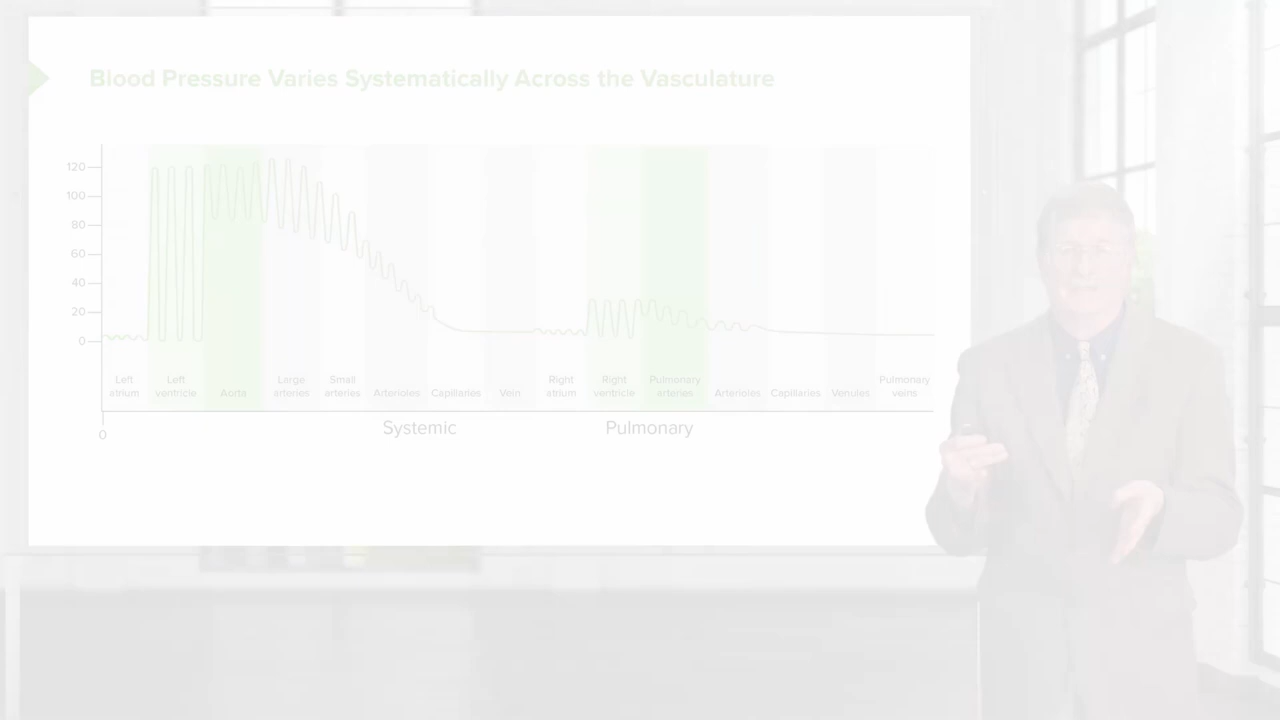 Blood Pressure Varies Systematically Across the Vasculature
120
100
80
60
40
20
0
Left atrium
Left ventricle
Aorta
Large arteries
Small arteries
Arterioles
Capillaries
Vein
Right atrium
Right ventricle
Pulmonary arteries
Arterioles
Capillaries
Venules
Pulmonary veins
0
Systemic
Pulmonary